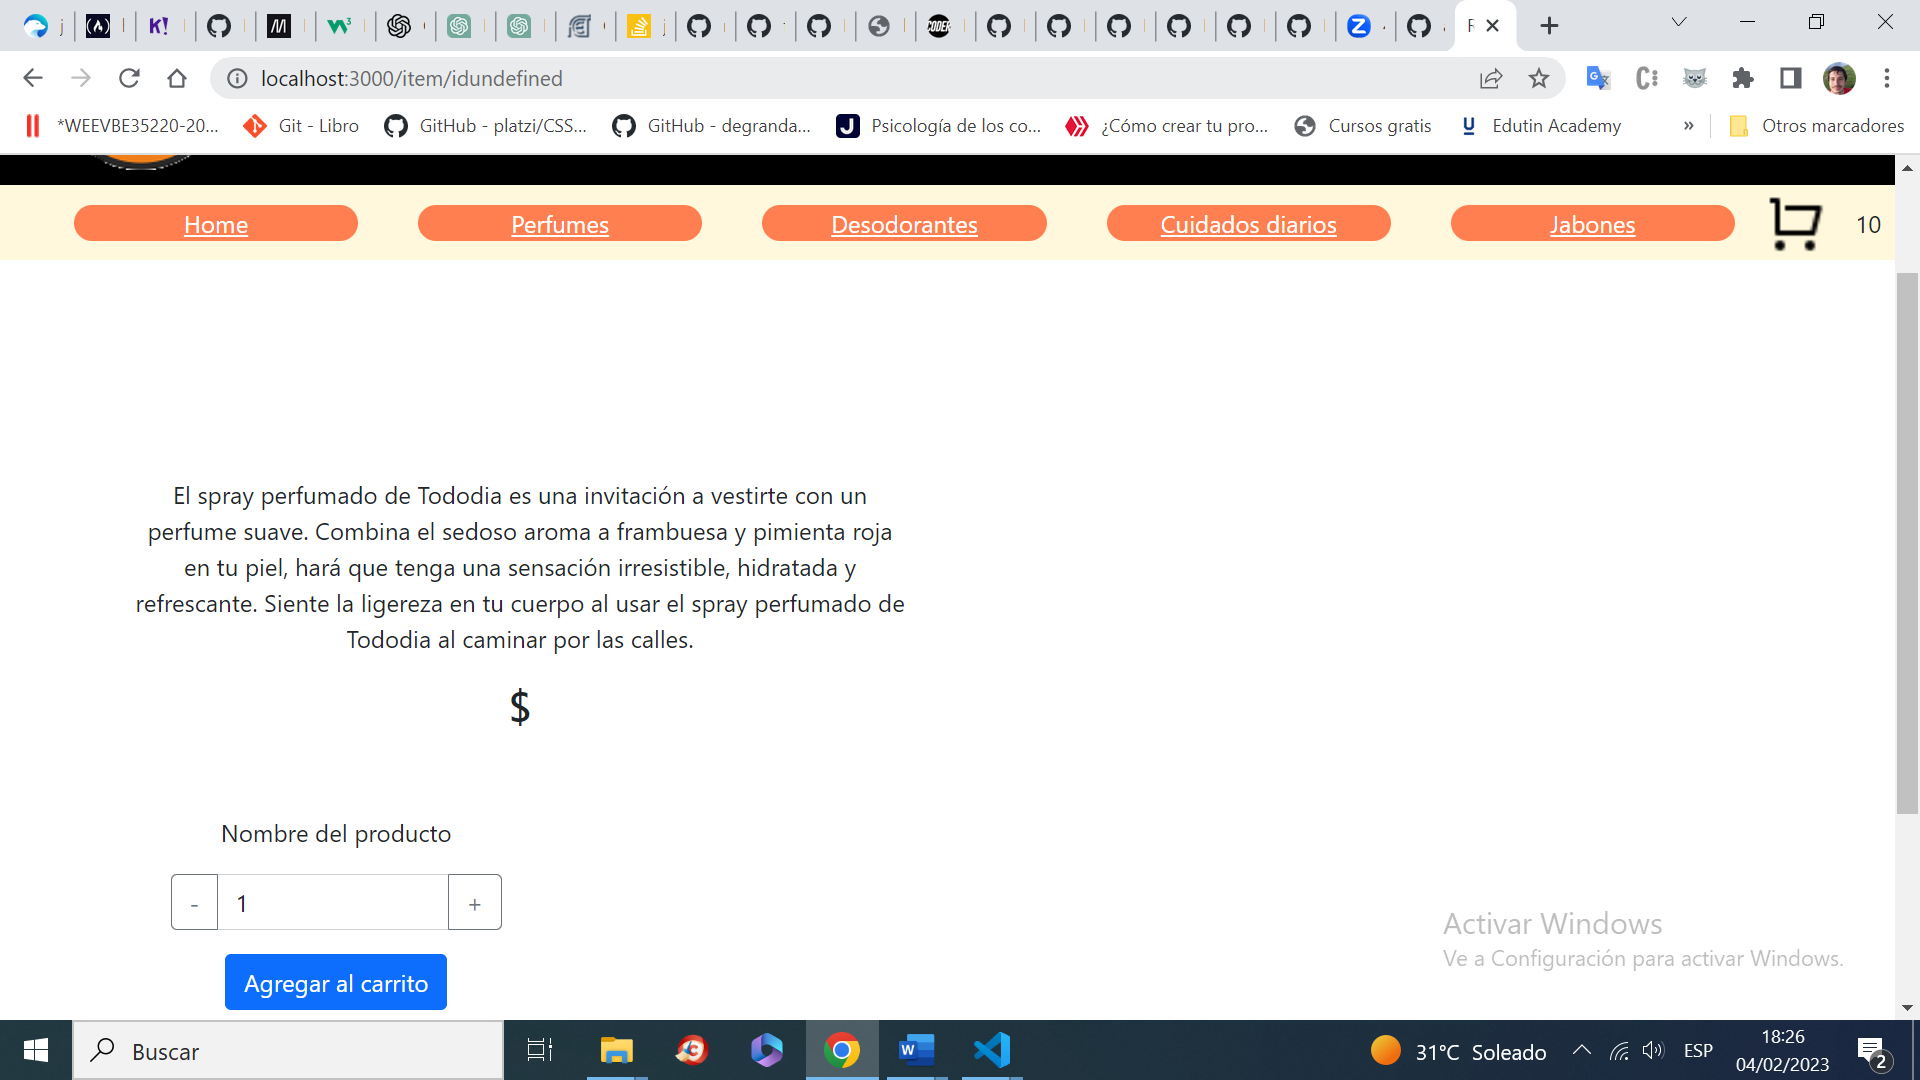 localhost:3000/item/idundefined
*WEEVBE35220-20... Git - Libro GitHub - platzi/CSS... GitHub - degranda... Psicología de los co... ¿Cómo crear tu pro... Cursos gratis Edutin Academy » Otros marcadores
Home Perfumes Desodorantes Cuidados diarios Jabones 10
El spray perfumado de Tododia es una invitación a vestirte con un
perfume suave. Combina el sedoso aroma a frambuesa y pimienta roja
en tu piel, hará que tenga una sensación irresistible, hidratada y
refrescante. Siente la ligereza en tu cuerpo al usar el spray perfumado de
Tododia al caminar por las calles.
$
Nombre del producto
- 1 +
Agregar al carrito
Activar Windows
Ve a Configuración para activar Windows.
Buscar
31°C Soleado
ESP
18:26
04/02/2023
2